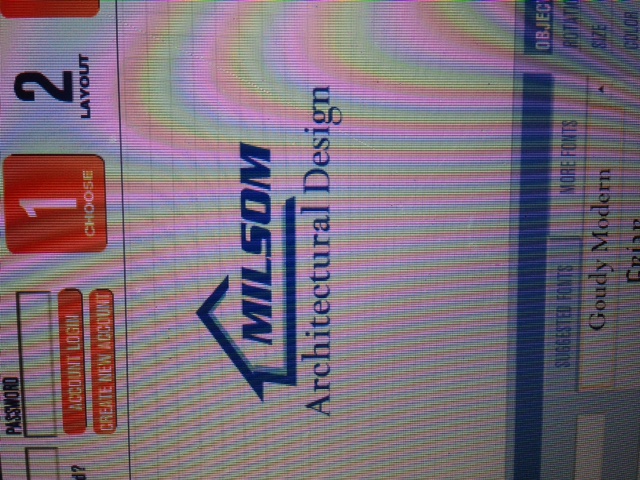 PASSWORD
d?
ACCOUNT LOGIN
CREATE NEW ACCOUNT
1
CHOOSE
2
LAYOUT
MILSOM
Architectural Design
OBJEC
SUGGESTED FONTS
MORE FONTS
ROTATIO
Goudy Modern
SIZE
Friar
COLOR